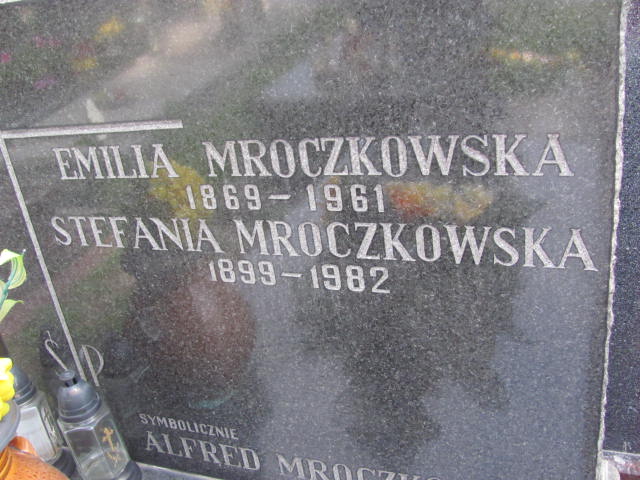 EMILIA MROCZKOWSKA
1869-1961
STEFANIA MROCZKOWSKA
1899-1982
Ś P
SYMBOLICZNIE
ALFRED